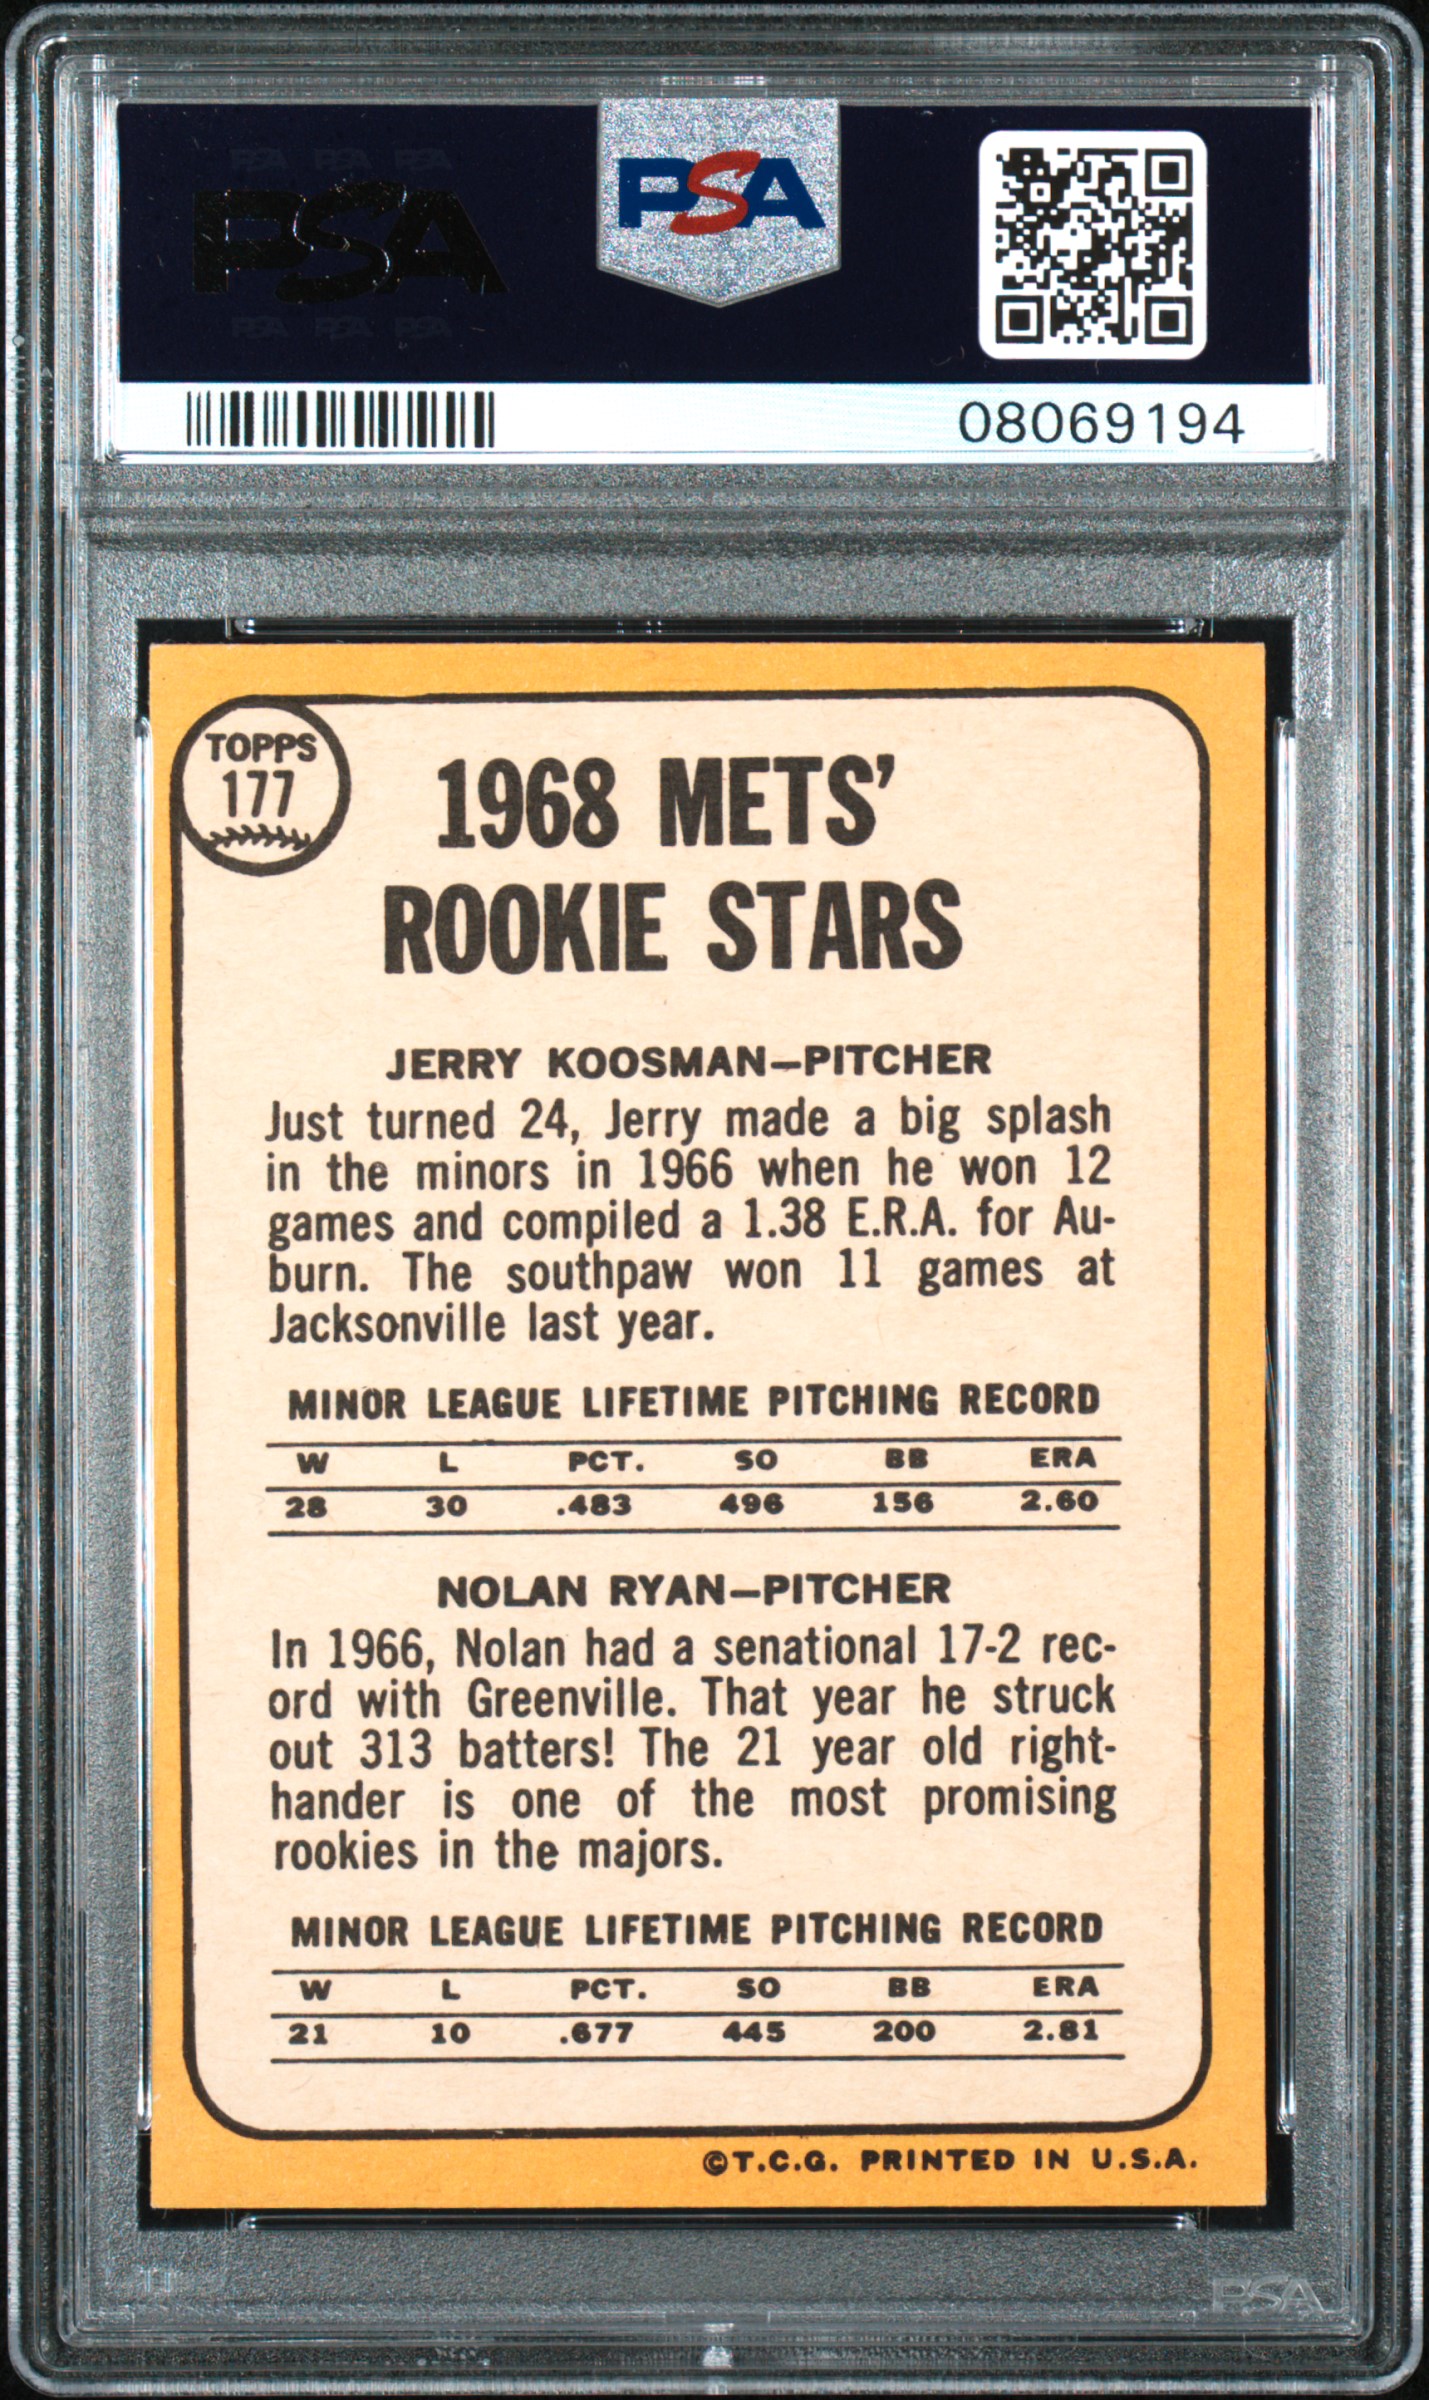 PSA PSA PSA
PSA
PSA PSA PSA
PSA
08069194
TOPPS
177
1968 METS'
ROOKIE STARS
JERRY KOOSMAN—PITCHER
Just turned 24, Jerry made a big splash
in the minors in 1966 when he won 12
games and compiled a 1.38 E.R.A. for Au-
burn. The southpaw won 11 games at
Jacksonville last year.
MINOR LEAGUE LIFETIME PITCHING RECORD
W L PCT. SO BB ERA
28 30 .483 496 156 2.60
NOLAN RYAN—PITCHER
In 1966, Nolan had a senational 17-2 rec-
ord with Greenville. That year he struck
out 313 batters! The 21 year old right-
hander is one of the most promising
rookies in the majors.
MINOR LEAGUE LIFETIME PITCHING RECORD
W L PCT. SO BB ERA
21 10 .677 445 200 2.81
©T.C.G. PRINTED IN U.S.A.
PSA